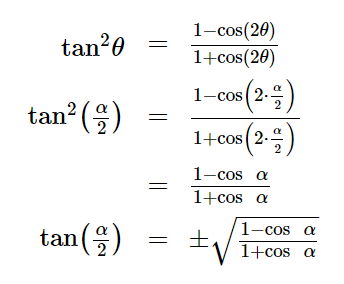 tan²θ = (1−cos(2θ))/(1+cos(2θ))
tan²(α/2) = (1−cos(2·α/2))/(1+cos(2·α/2))
= (1−cos α)/(1+cos α)
tan(α/2) = ±√((1−cos α)/(1+cos α))